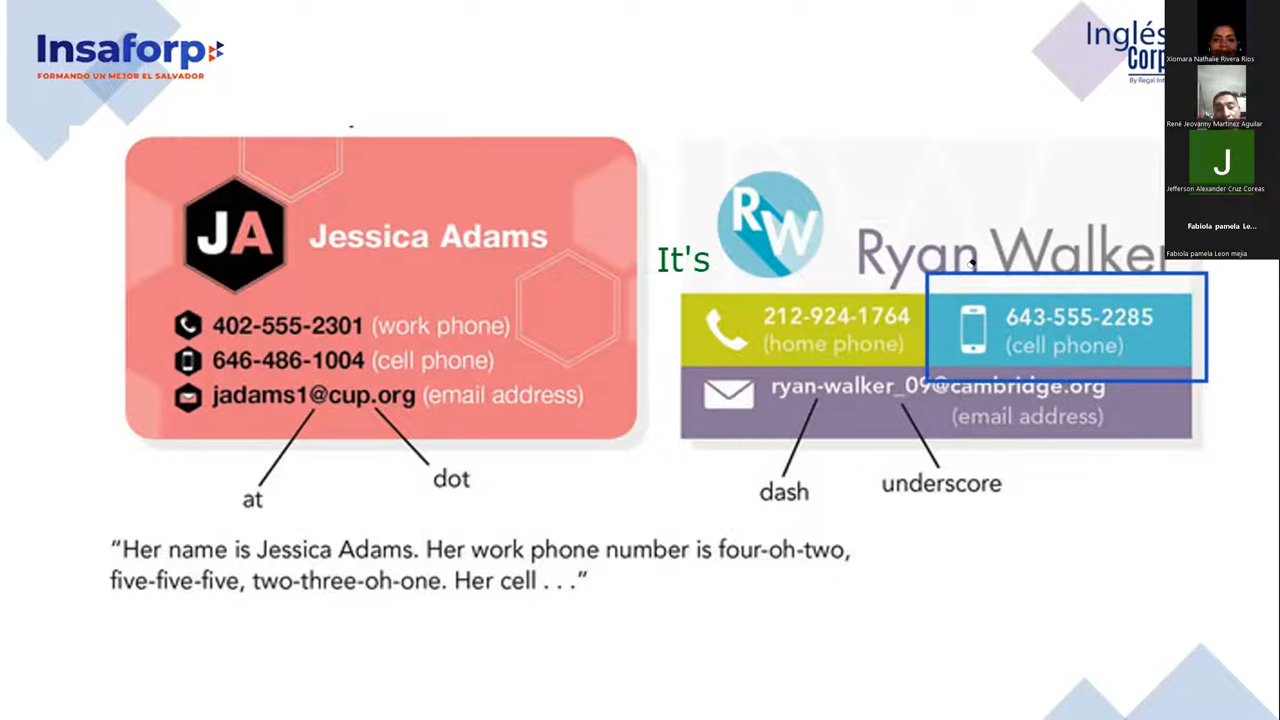 Insaforp
FORMANDO UN MEJOR EL SALVADOR
Inglés
Corp
By Regal Int
Xiomara Nathalie Rivera Rios
René Jeovanny Martinez Aguilar
J
Jefferson Alexander Cruz Coreas
Fabiola pamela Le...
Fabiola pamela Leon mejia
JA
Jessica Adams
402-555-2301 (work phone)
646-486-1004 (cell phone)
jadams1@cup.org (email address)
at
dot
It's
RW
Ryan Walker
212-924-1764
(home phone)
643-555-2285
(cell phone)
ryan-walker_09@cambridge.org
(email address)
dash
underscore
“Her name is Jessica Adams. Her work phone number is four-oh-two,
five-five-five, two-three-oh-one. Her cell . . .”